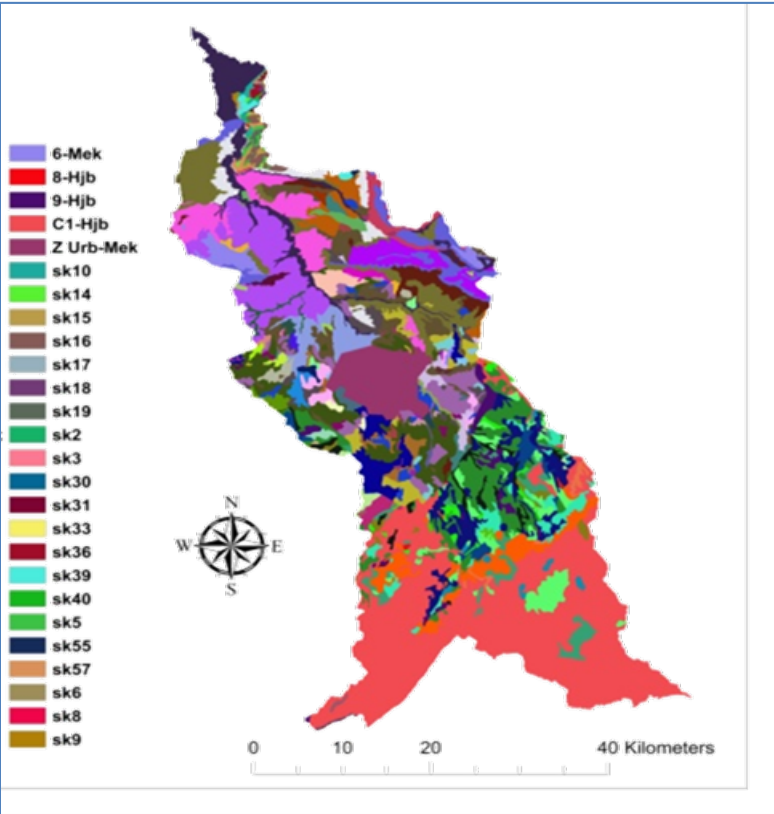 6-Mek
8-Hjb
9-Hjb
C1-Hjb
Z Urb-Mek
sk10
sk14
sk15
sk16
sk17
sk18
sk19
sk2
sk3
sk30
sk31
sk33
sk36
sk39
sk40
sk5
sk55
sk57
sk6
sk8
sk9
N
W E
S
0 10 20 40 Kilometers